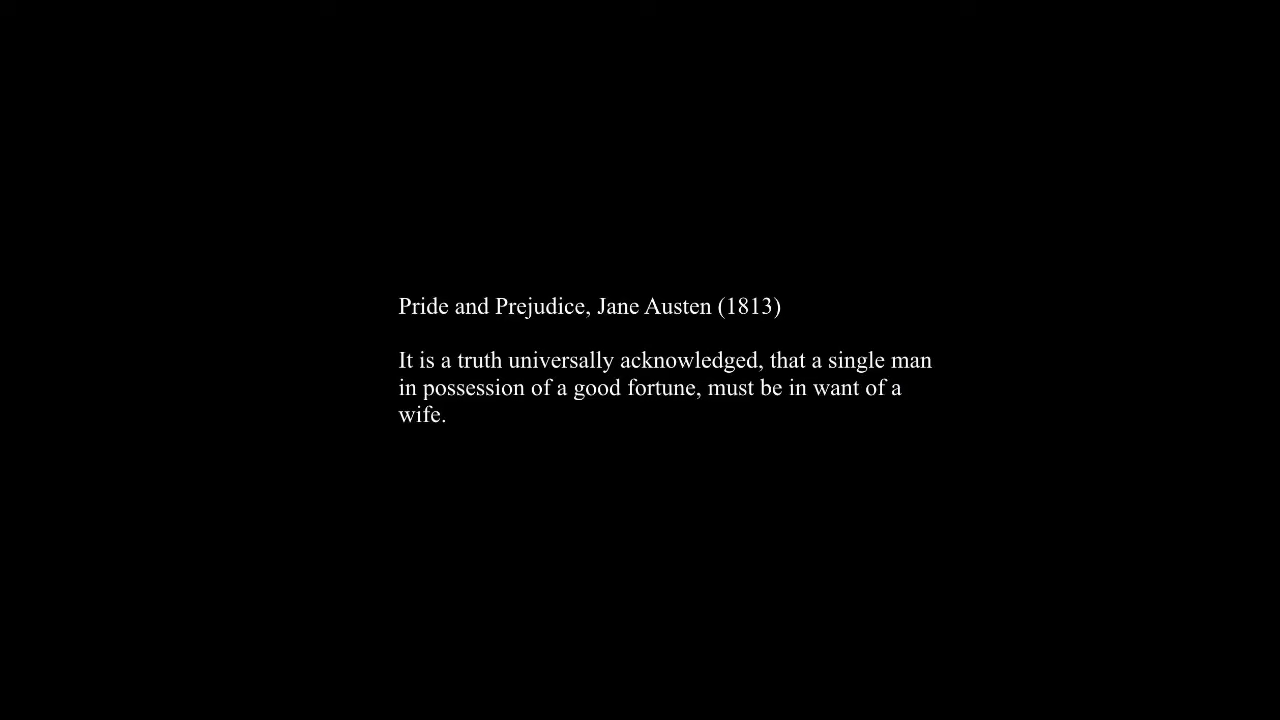 Pride and Prejudice, Jane Austen (1813)
It is a truth universally acknowledged, that a single man
in possession of a good fortune, must be in want of a
wife.